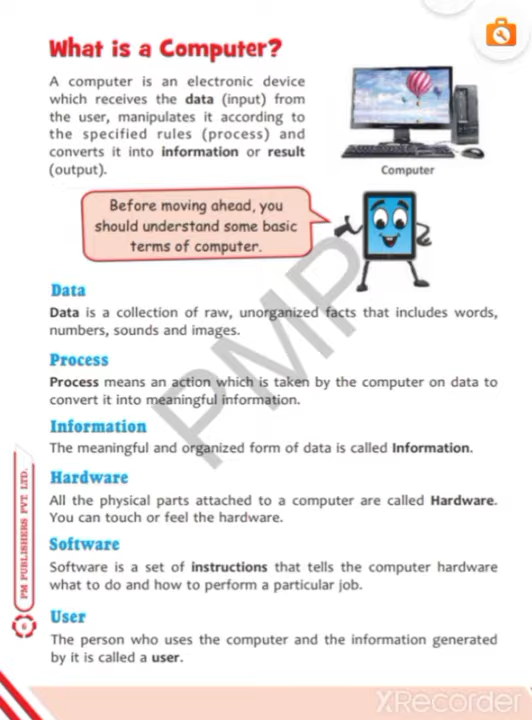 What is a Computer?
A computer is an electronic device
which receives the data (input) from
the user, manipulates it according to
the specified rules (process) and
converts it into information or result
(output).
Computer
Before moving ahead, you
should understand some basic
terms of computer.
Data
Data is a collection of raw, unorganized facts that includes words,
numbers, sounds and images.
Process
Process means an action which is taken by the computer on data to
convert it into meaningful information.
Information
The meaningful and organized form of data is called Information.
Hardware
All the physical parts attached to a computer are called Hardware.
You can touch or feel the hardware.
Software
Software is a set of instructions that tells the computer hardware
what to do and how to perform a particular job.
User
The person who uses the computer and the information generated
by it is called a user.
PM PUBLISHERS PVT. LTD.
6
PMP
XRecorder